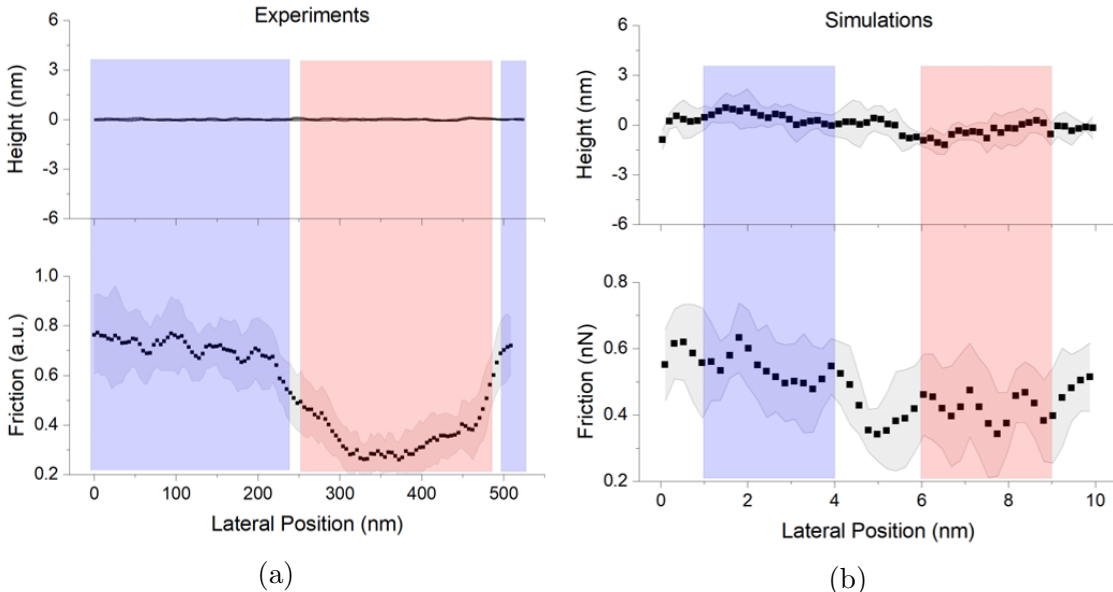 Experiments
Height (nm)
6
3
0
-3
-6
Friction (a.u.)
1.0
0.8
0.6
0.4
0.2
0 100 200 300 400 500
Lateral Position (nm)
(a)
Simulations
Height (nm)
6
3
0
-3
-6
Friction (nN)
0.8
0.6
0.4
0.2
0 2 4 6 8 10
Lateral Position (nm)
(b)